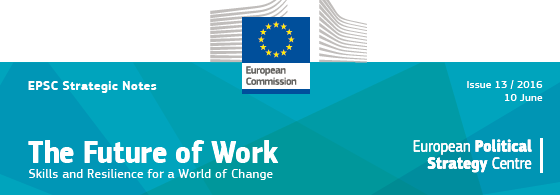 European
Commission
EPSC Strategic Notes
Issue 13 / 2016
10 June
The Future of Work
Skills and Resilience for a World of Change
European Political
Strategy Centre